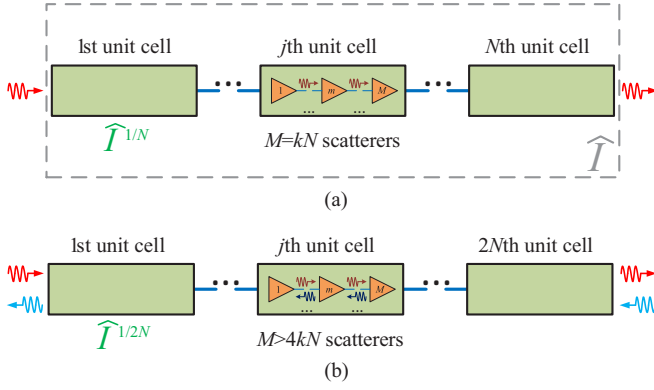 1st unit cell jth unit cell Nth unit cell
1 m M
... ...
Î^1/N M=kN scatterers Î
(a)
1st unit cell jth unit cell 2Nth unit cell
1 m M
... ...
Î^1/2N M>4kN scatterers
(b)